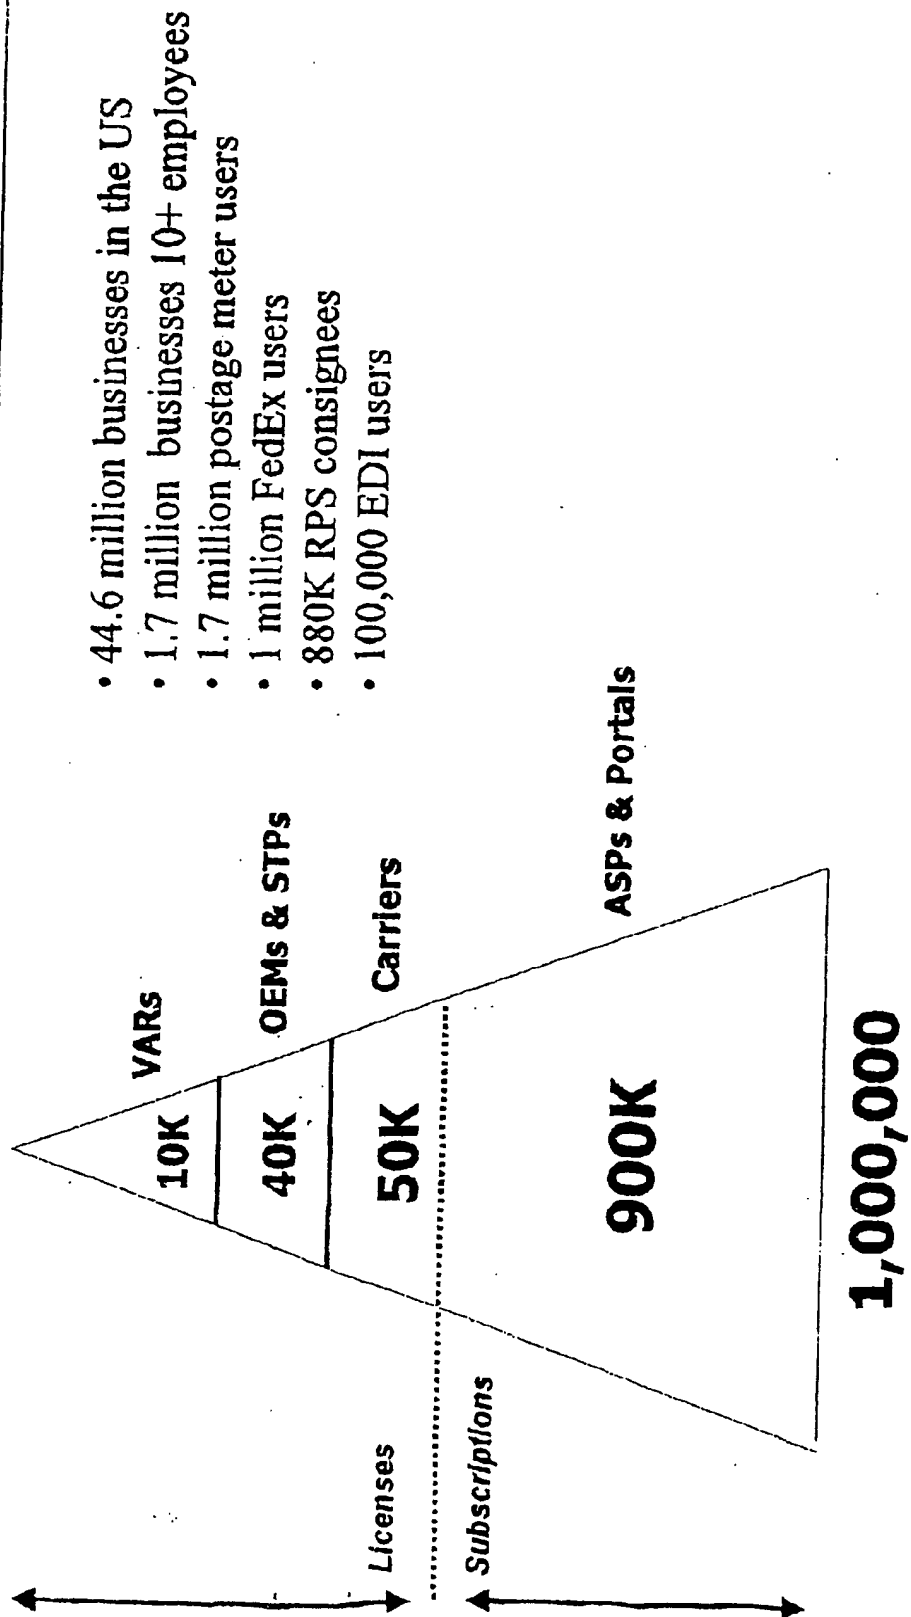 • 44.6 million businesses in the US
• 1.7 million businesses 10+ employees
• 1.7 million postage meter users
• 1 million FedEx users
• 880K RPS consignees
• 100,000 EDI users
VARs
10K
OEMs & STPs
40K
Carriers
50K
Licenses
Subscriptions
ASPs & Portals
900K
1,000,000